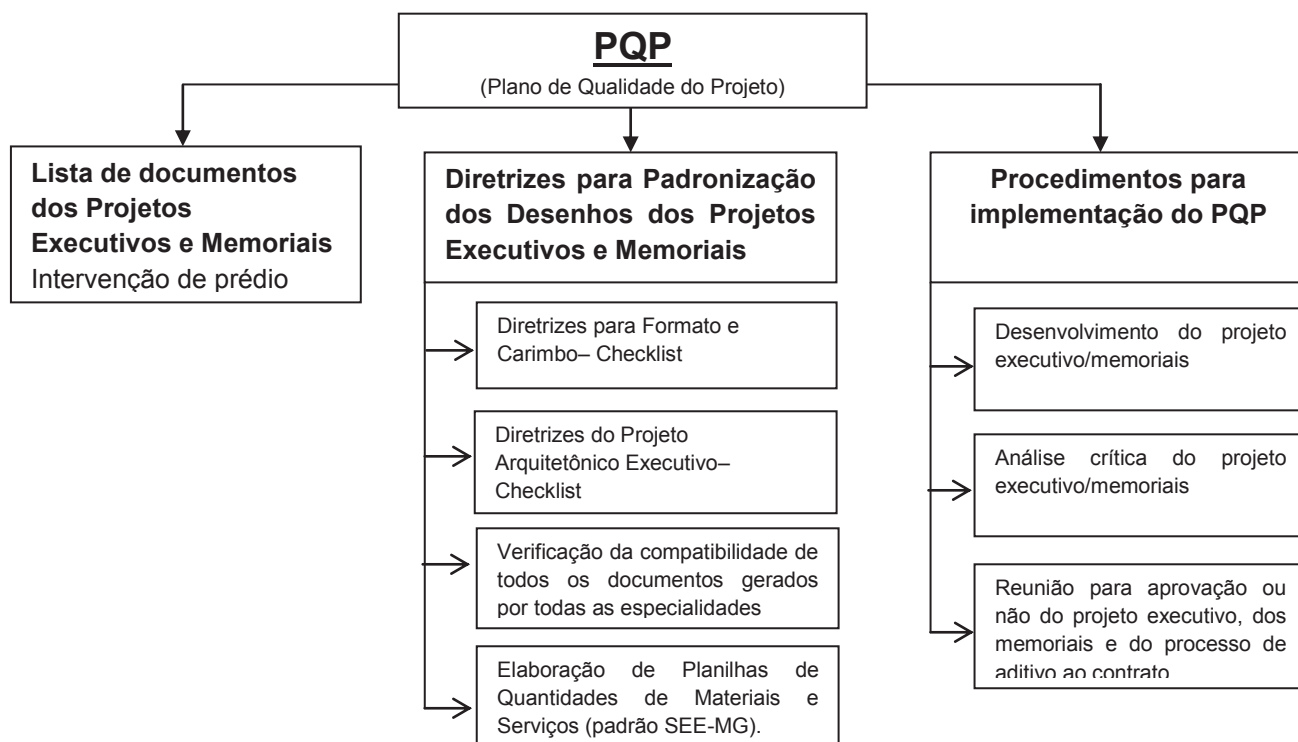 PQP
(Plano de Qualidade do Projeto)
Lista de documentos
dos Projetos
Executivos e Memoriais
Intervenção de prédio
Diretrizes para Padronização
dos Desenhos dos Projetos
Executivos e Memoriais
Diretrizes para Formato e
Carimbo– Checklist
Diretrizes do Projeto
Arquitetônico Executivo–
Checklist
Verificação da compatibilidade de
todos os documentos gerados
por todas as especialidades
Elaboração de Planilhas de
Quantidades de Materiais e
Serviços (padrão SEE-MG).
Procedimentos para
implementação do PQP
Desenvolvimento do projeto
executivo/memoriais
Análise crítica do projeto
executivo/memoriais
Reunião para aprovação ou
não do projeto executivo, dos
memoriais e do processo de
aditivo ao contrato